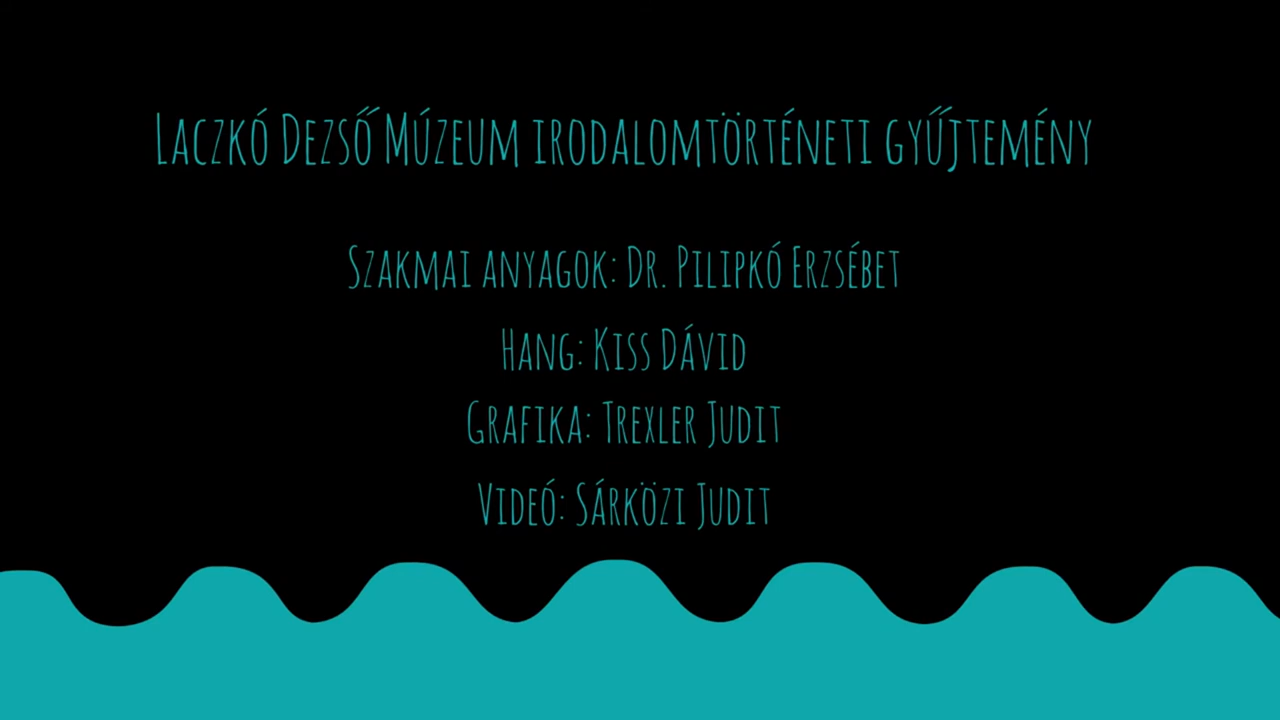 Laczkó Dezső Múzeum irodalomtörténeti gyűjtemény
Szakmai anyagok: Dr. Pilipkó Erzsébet
Hang: Kiss Dávid
Grafika: Trexler Judit
Videó: Sárközi Judit